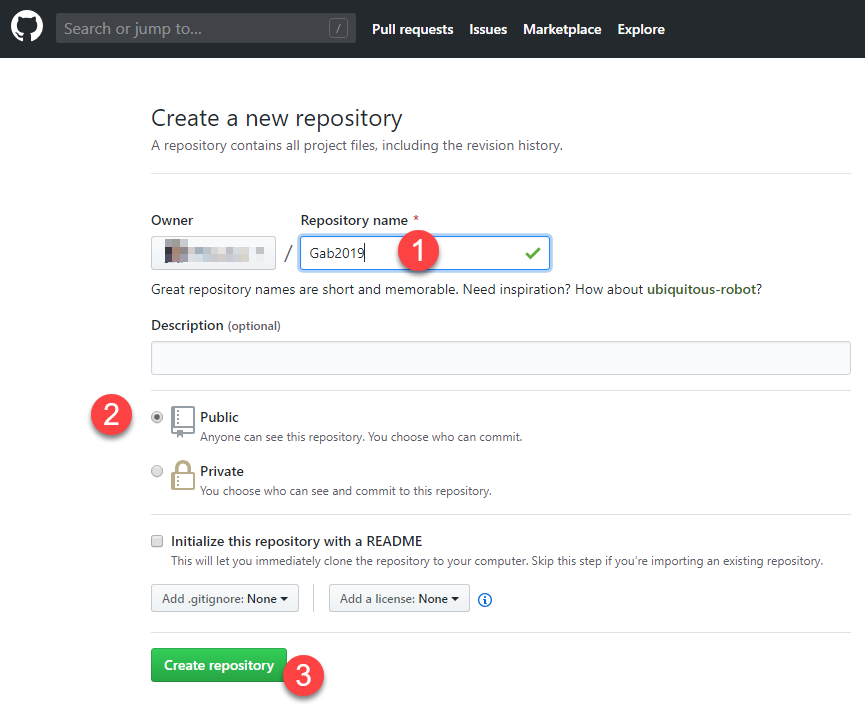 Search or jump to... /
Pull requests Issues Marketplace Explore
Create a new repository
A repository contains all project files, including the revision history.
Owner Repository name *
/ Gab2019 1
Great repository names are short and memorable. Need inspiration? How about ubiquitous-robot?
Description (optional)
2 Public
Anyone can see this repository. You choose who can commit.
Private
You choose who can see and commit to this repository.
Initialize this repository with a README
This will let you immediately clone the repository to your computer. Skip this step if you’re importing an existing repository.
Add .gitignore: None Add a license: None
Create repository 3